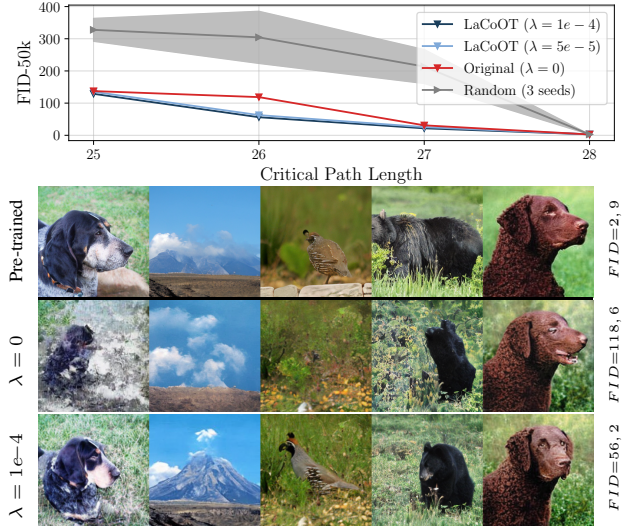 400
300
200
100
0
FID-50k
LaCoOT (λ = 1e − 4)
LaCoOT (λ = 5e − 5)
Original (λ = 0)
Random (3 seeds)
25
26
27
28
Critical Path Length
Pre-trained
FID=2, 9
λ = 0
FID=118, 6
λ = 1e–4
FID=56, 2